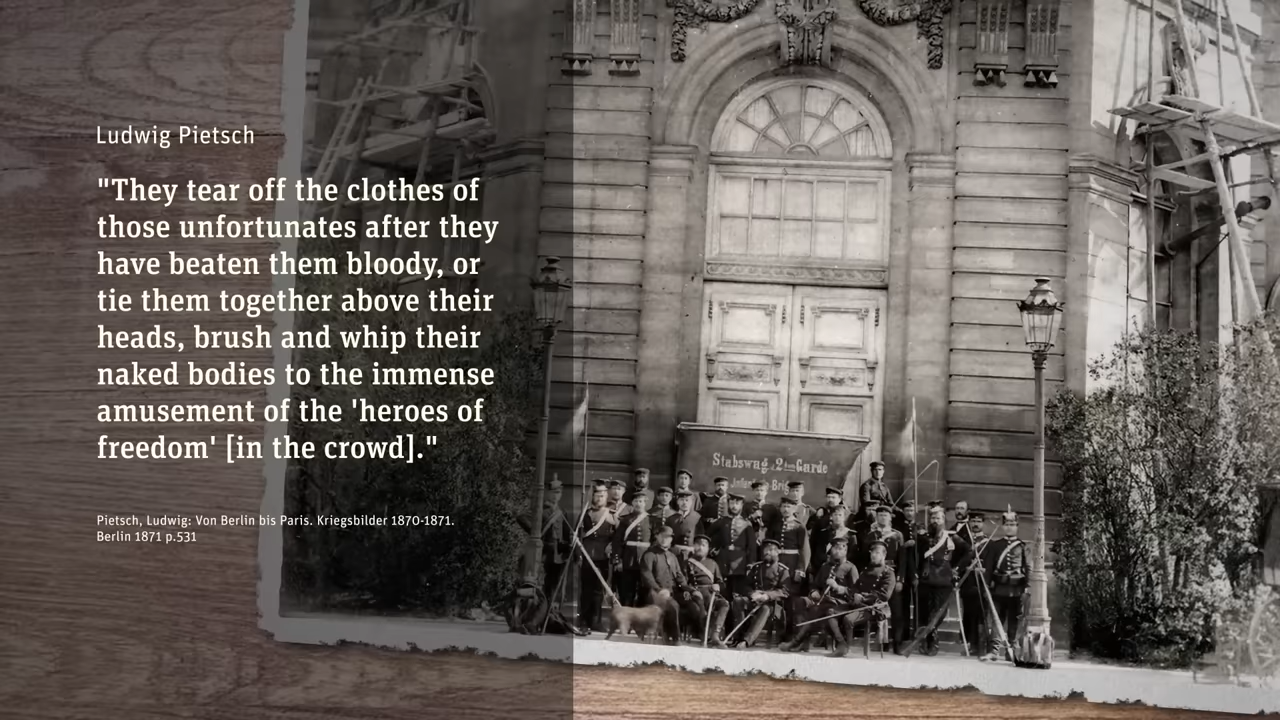 Ludwig Pietsch
"They tear off the clothes of
those unfortunates after they
have beaten them bloody, or
tie them together above their
heads, brush and whip their
naked bodies to the immense
amusement of the 'heroes of
freedom' [in the crowd]."
Pietsch, Ludwig: Von Berlin bis Paris. Kriegsbilder 1870-1871.
Berlin 1871 p.531
Garde